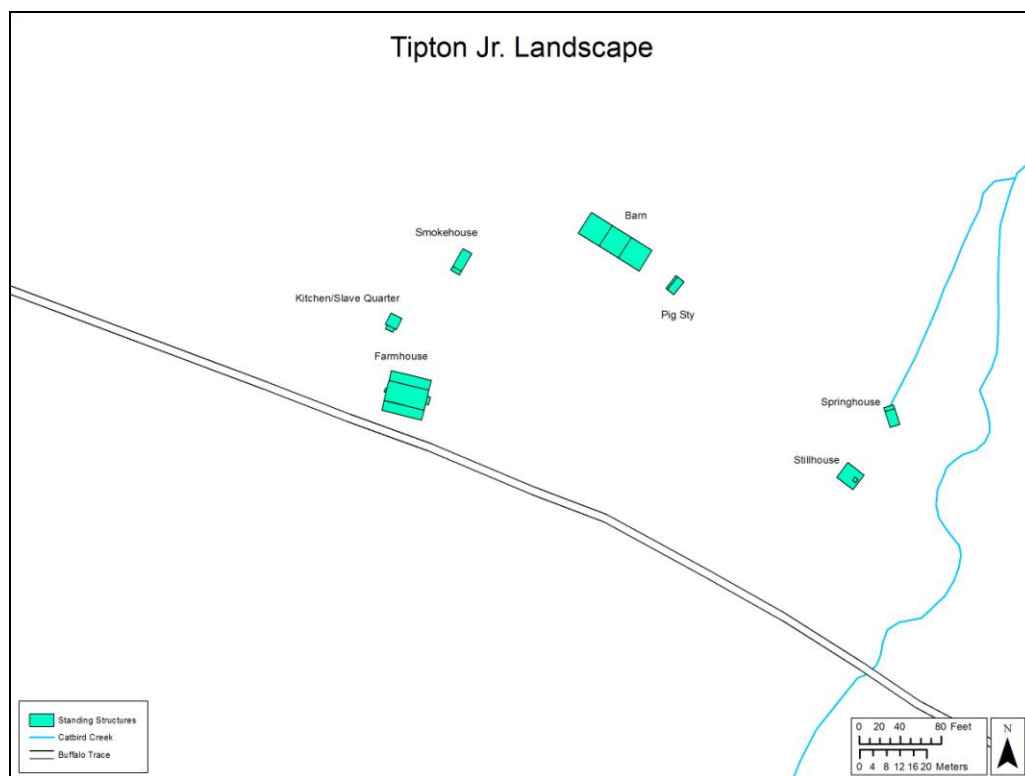 Tipton Jr. Landscape
Barn
Smokehouse
Kitchen/Slave Quarter
Pig Sty
Farmhouse
Springhouse
Stillhouse
Standing Structures
Catbird Creek
Buffalo Trace
0 20 40 80 Feet
0 4 8 12 16 20 Meters
N